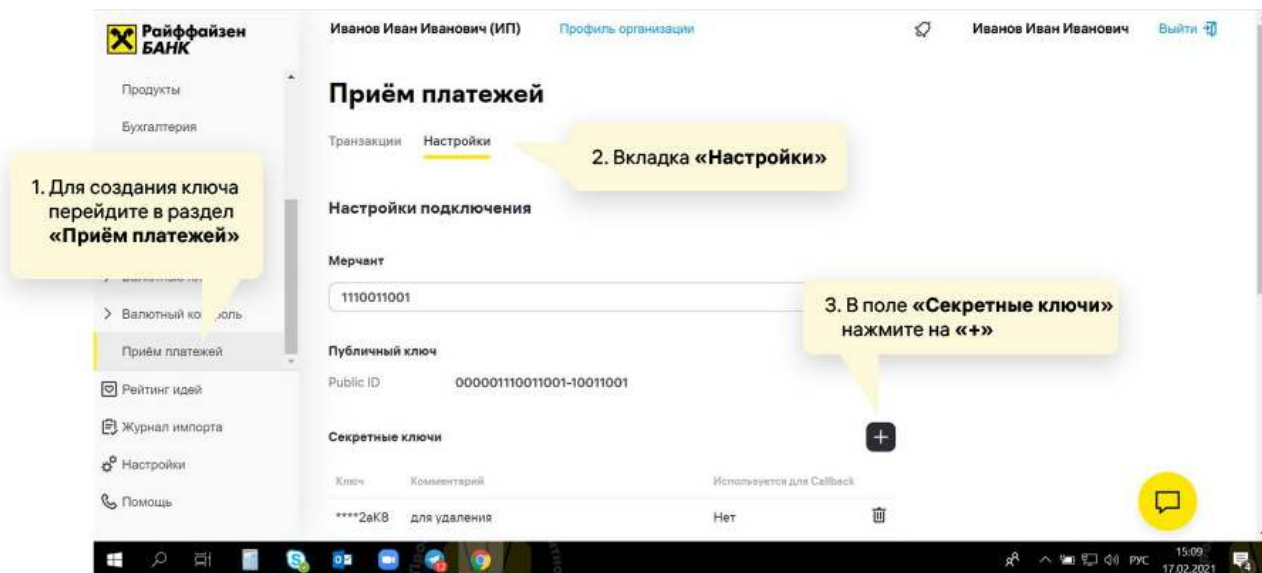 Райффайзен
БАНК
Иванов Иван Иванович (ИП)
Профиль организации
Иванов Иван Иванович
Выйти
Продукты
Бухгалтерия
Приём платежей
Транзакции
Настройки
2. Вкладка «Настройки»
1. Для создания ключа
перейдите в раздел
«Приём платежей»
Настройки подключения
Мерчант
1110011001
Валютный
Приём платежей
3. В поле «Секретные ключи»
нажмите на «+»
Публичный ключ
Public ID
000001110011001-10011001
Рейтинг идей
Журнал импорта
Настройки
Помощь
Секретные ключи
Ключ
Комментарий
Используется для Callback
****2aK8
для удаления
Нет
РУС
15:09
17.02.2021
4